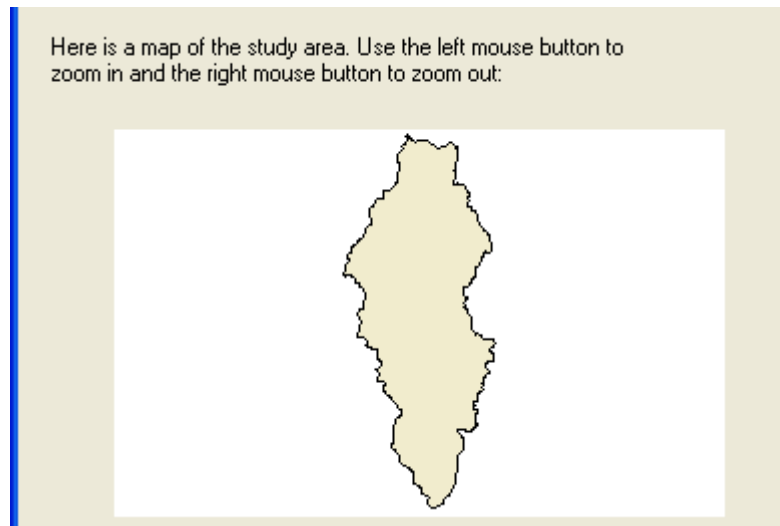 Here is a map of the study area. Use the left mouse button to
zoom in and the right mouse button to zoom out: